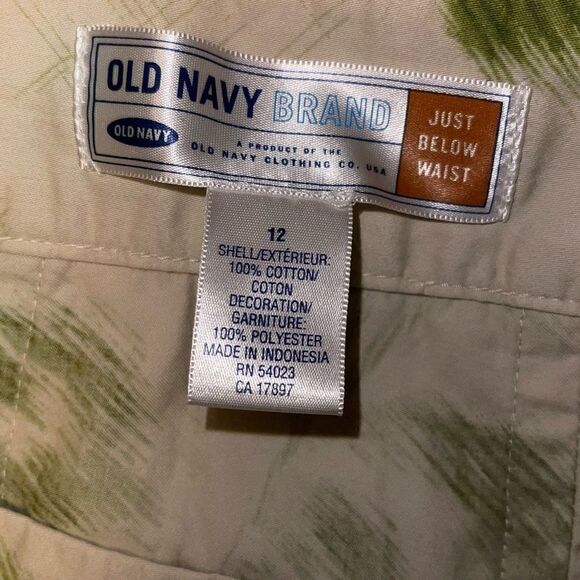 OLD NAVY BRAND
OLD NAVY
A PRODUCT OF THE
OLD NAVY CLOTHING CO. USA
JUST
BELOW
WAIST
12
SHELL/EXTÉRIEUR:
100% COTTON/
COTON
DECORATION/
GARNITURE:
100% POLYESTER
MADE IN INDONESIA
RN 54023
CA 17897